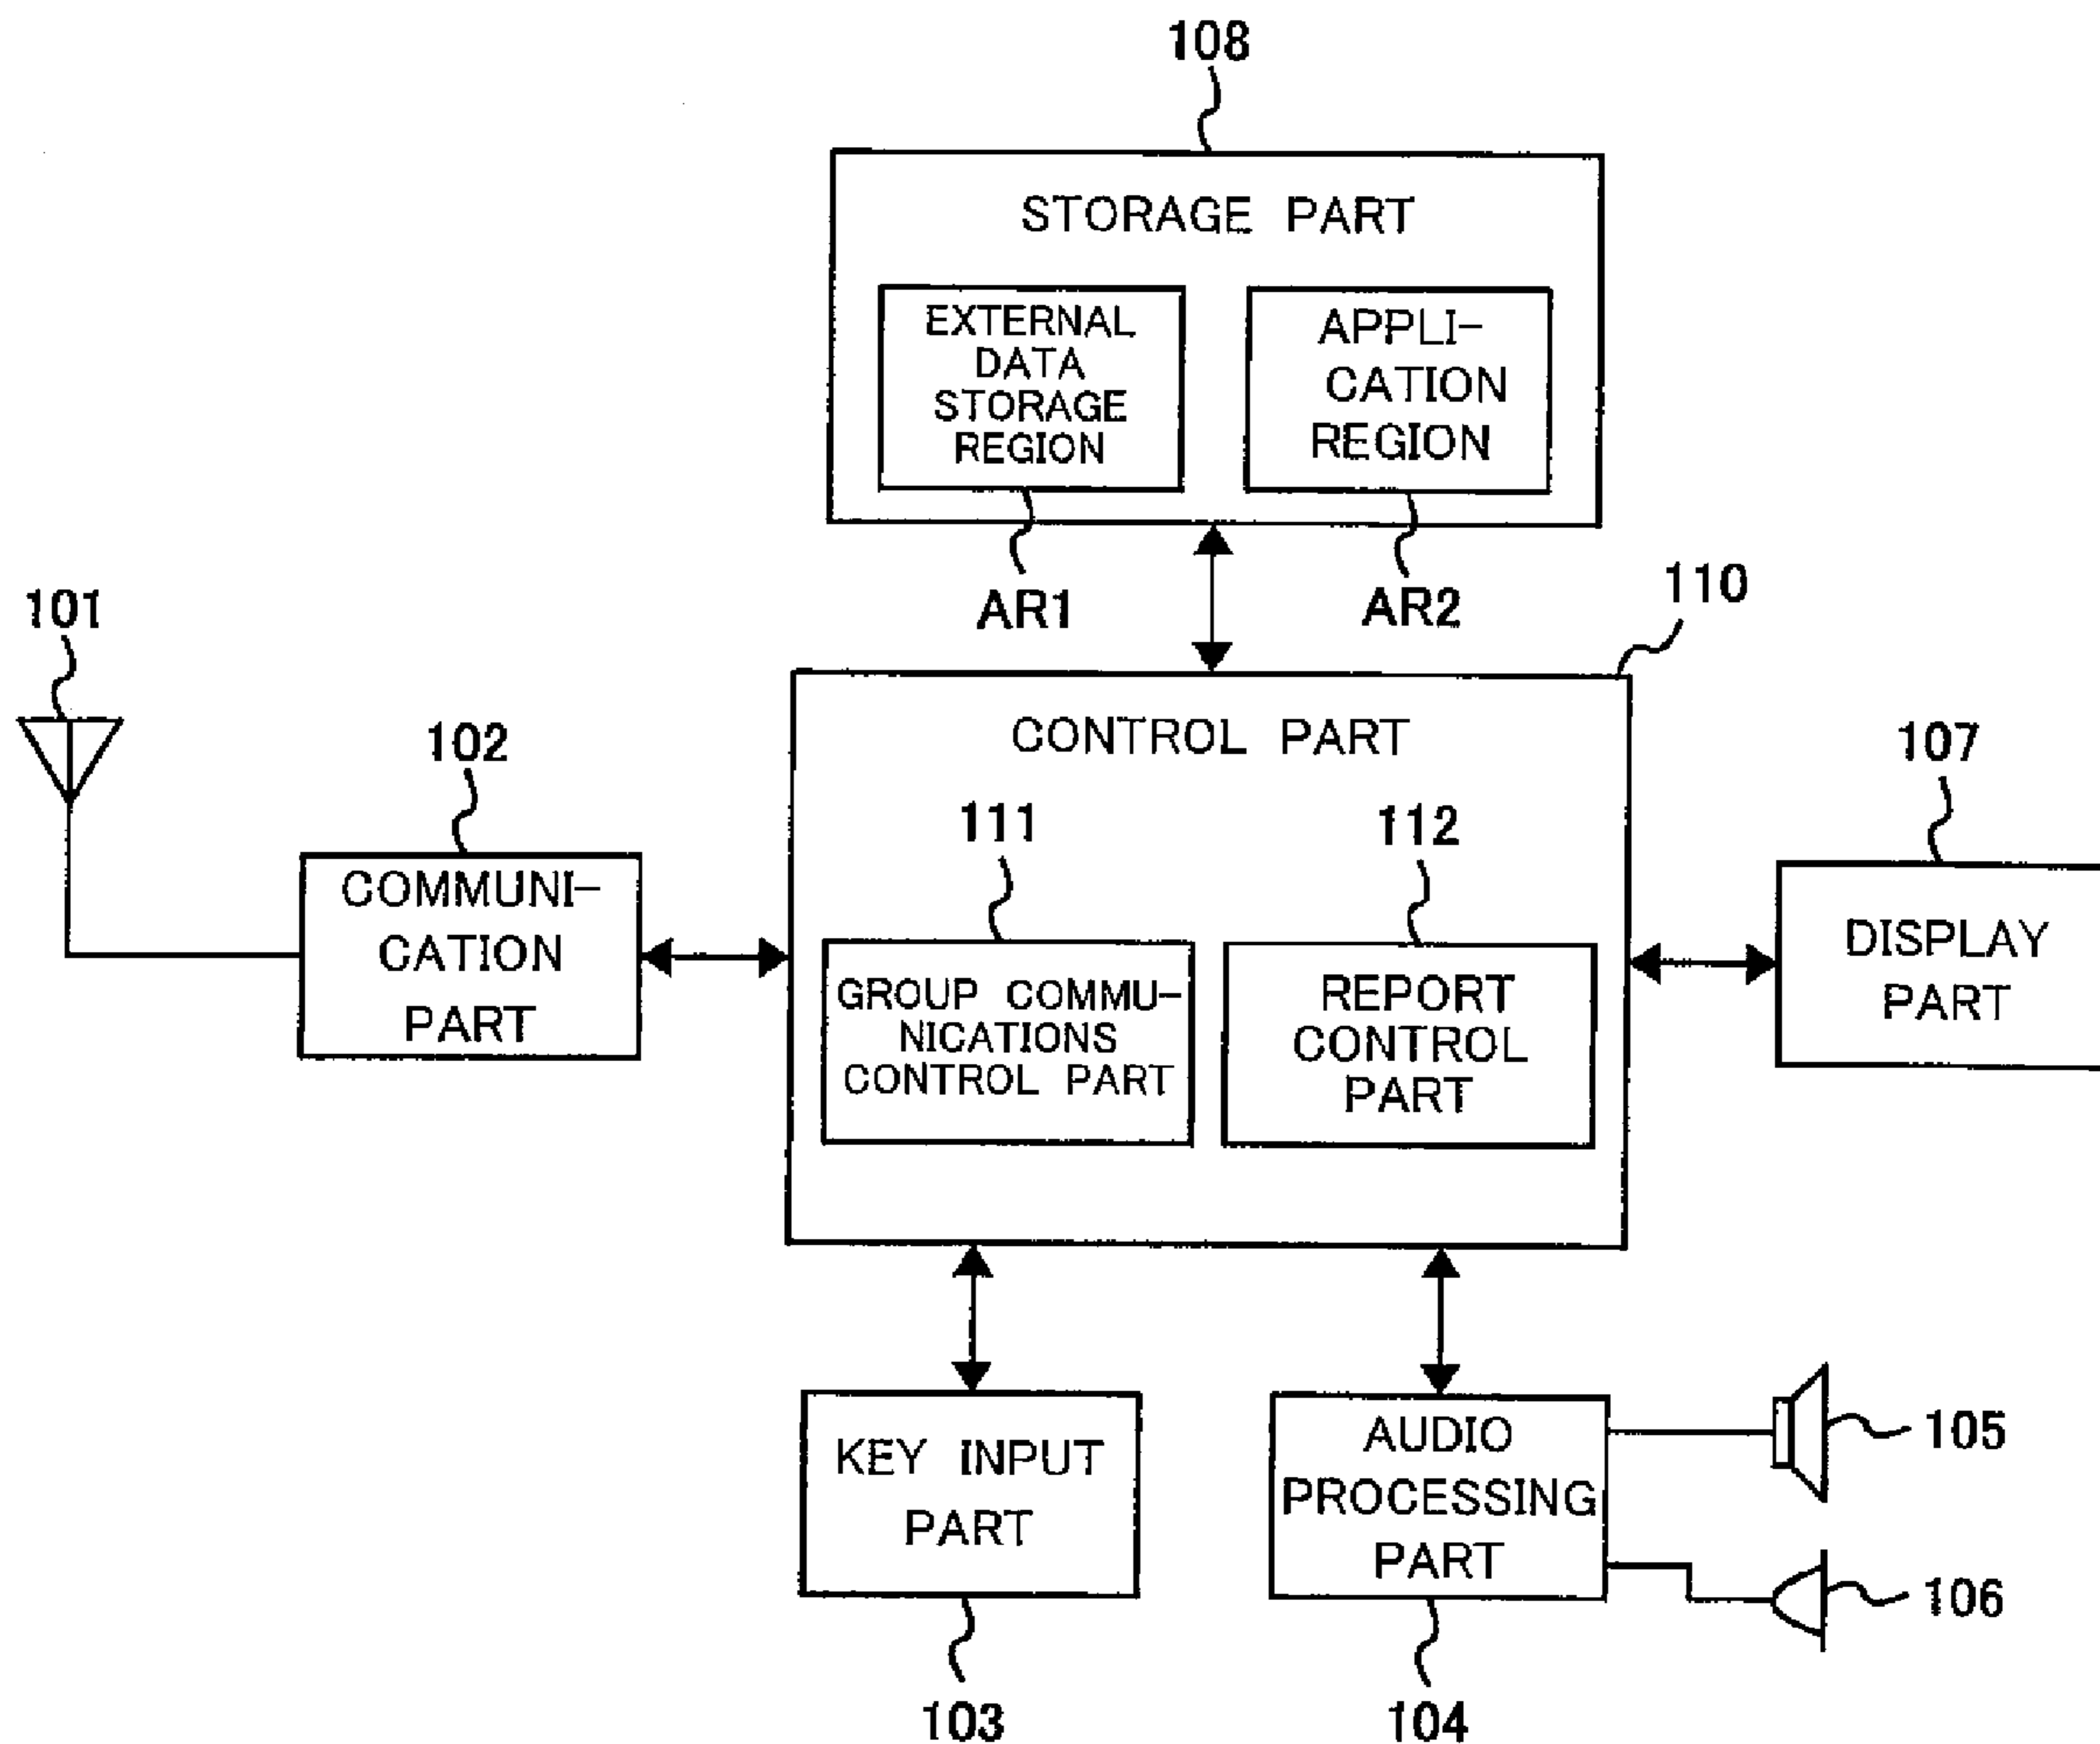 108
STORAGE PART
EXTERNAL
DATA
STORAGE
REGION
APPLI-
CATION
REGION
AR1
AR2
101
110
102
CONTROL PART
107
111
112
COMMUNI-
CATION
PART
GROUP COMMU-
NICATIONS
CONTROL PART
REPORT
CONTROL
PART
DISPLAY
PART
KEY INPUT
PART
AUDIO
PROCESSING
PART
105
106
103
104